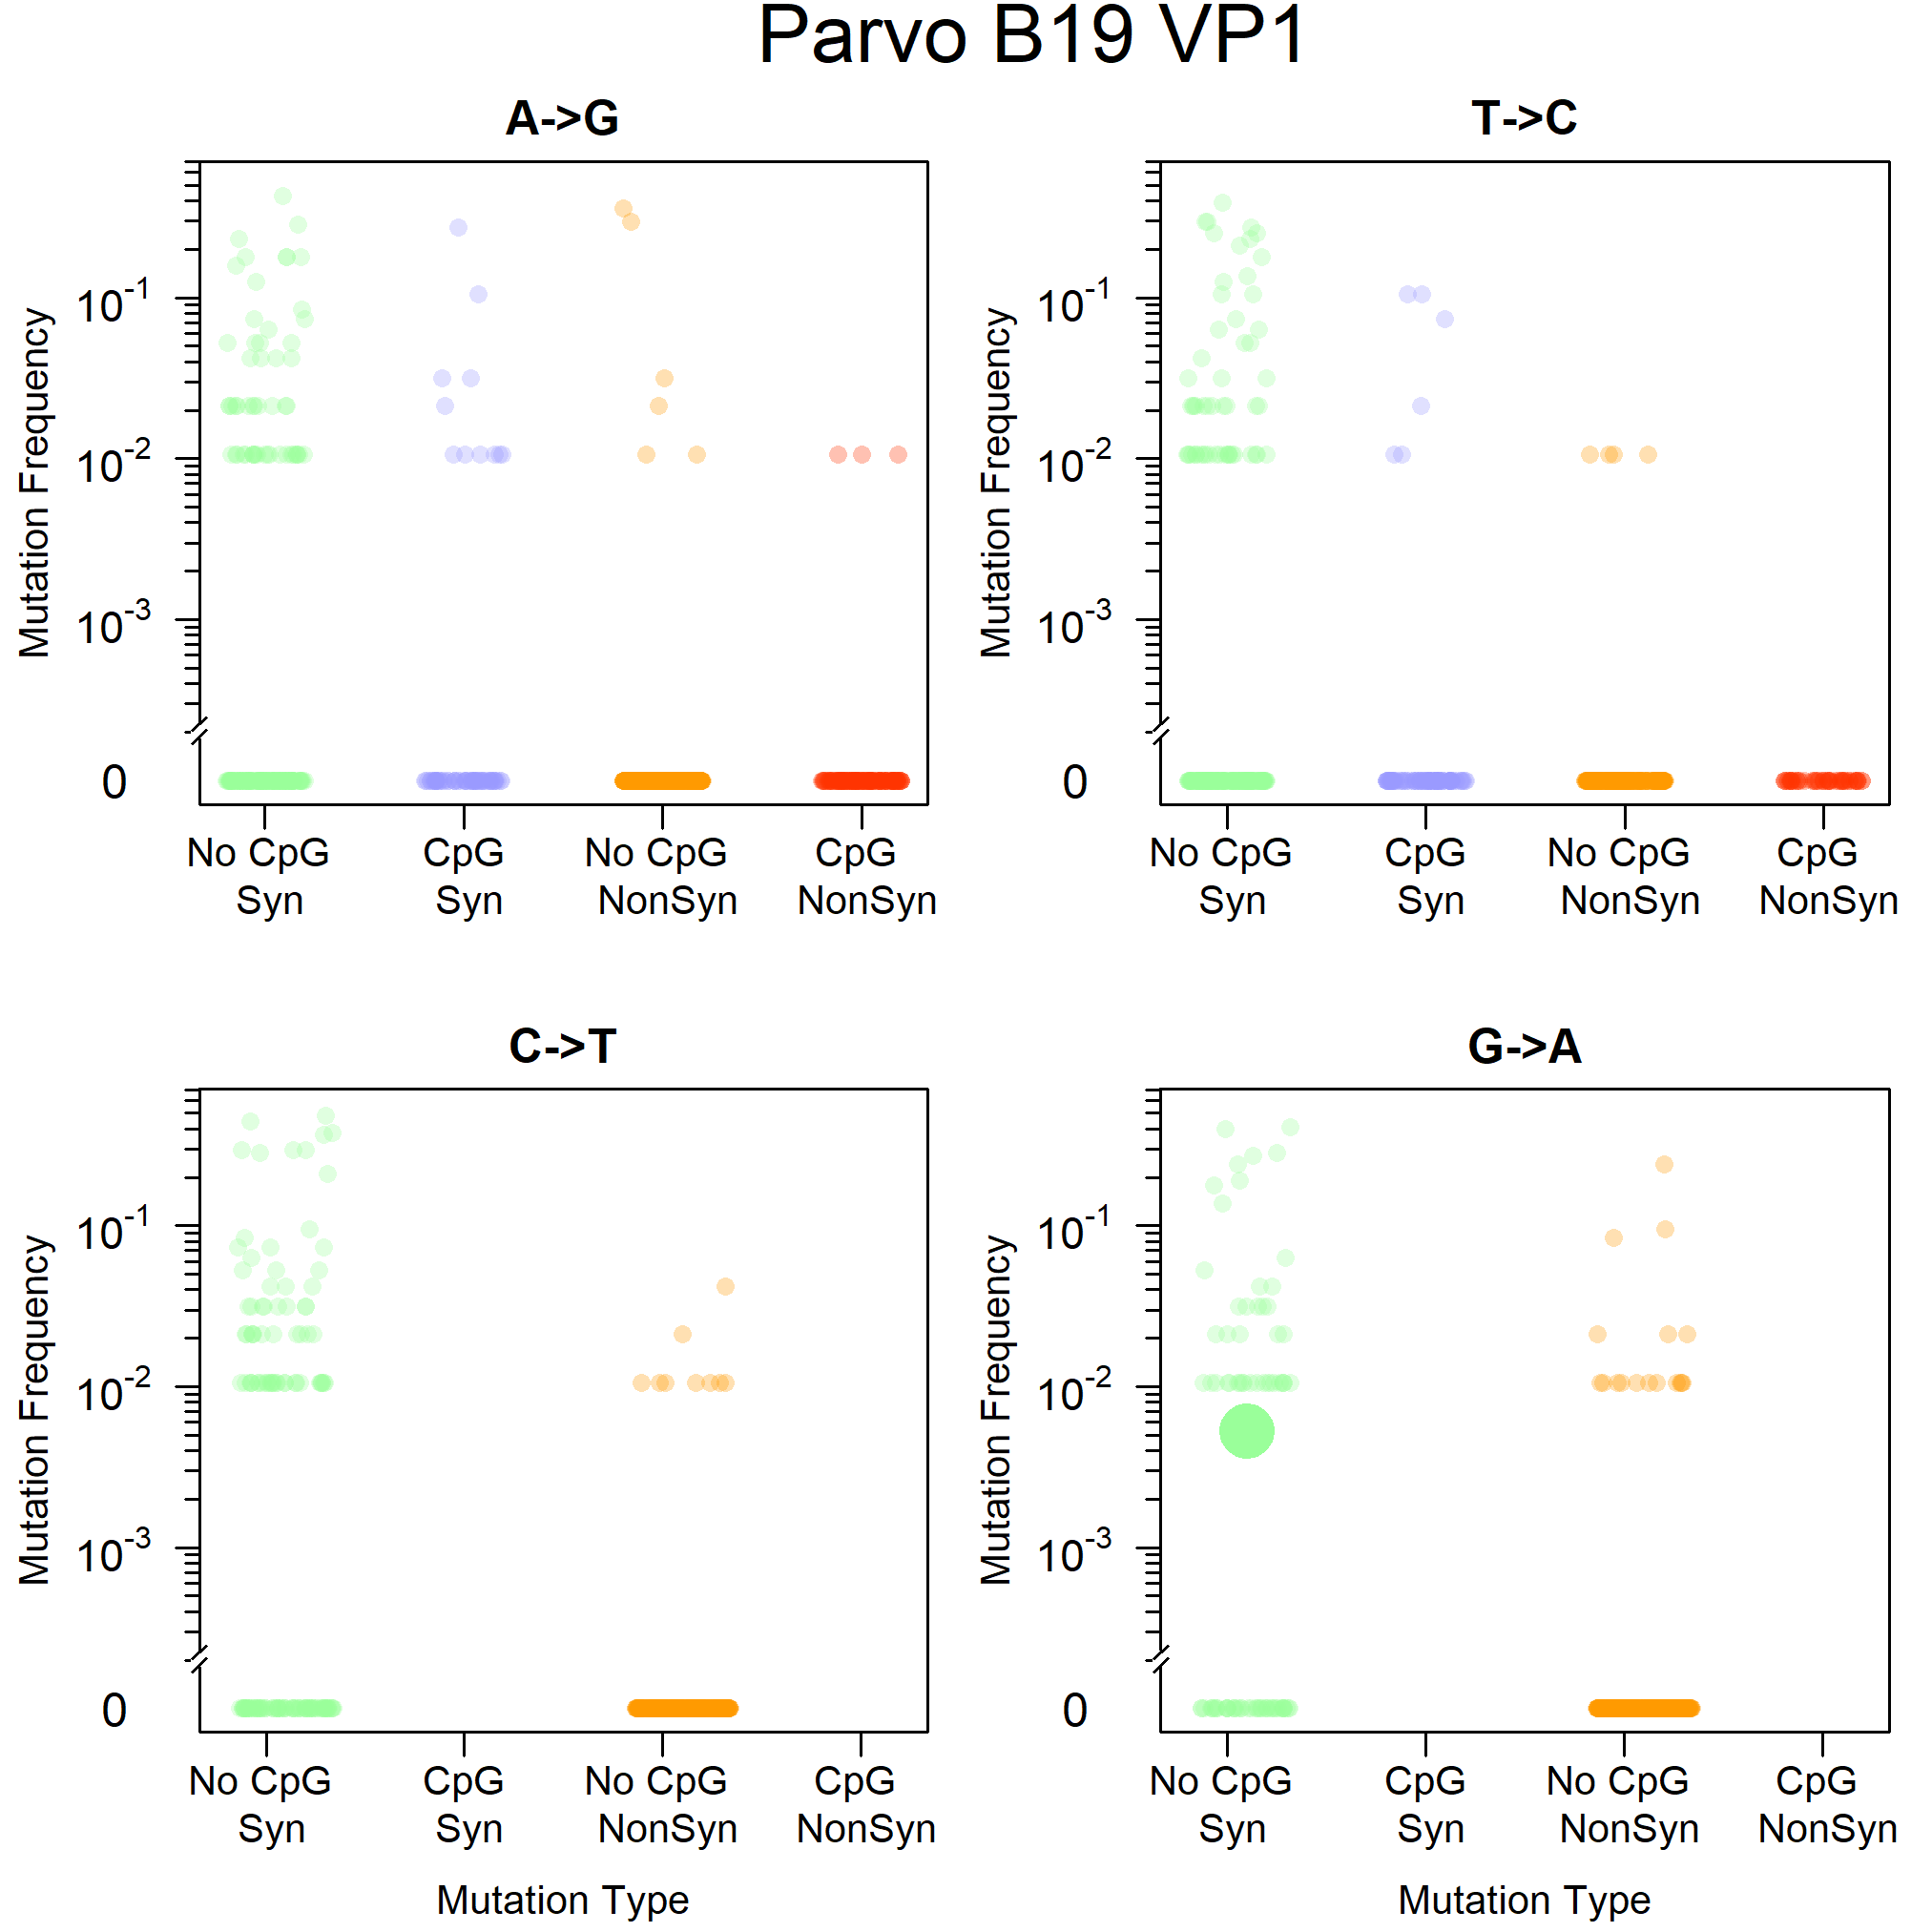 Parvo B19 VP1
A->G
T->C
Mutation Frequency
10-1
10-2
10-3
0
No CpG CpG No CpG CpG
Syn Syn NonSyn NonSyn
Mutation Frequency
10-1
10-2
10-3
0
No CpG CpG No CpG CpG
Syn Syn NonSyn NonSyn
C->T
G->A
Mutation Frequency
10-1
10-2
10-3
0
No CpG CpG No CpG CpG
Syn Syn NonSyn NonSyn
Mutation Type
Mutation Frequency
10-1
10-2
10-3
0
No CpG CpG No CpG CpG
Syn Syn NonSyn NonSyn
Mutation Type